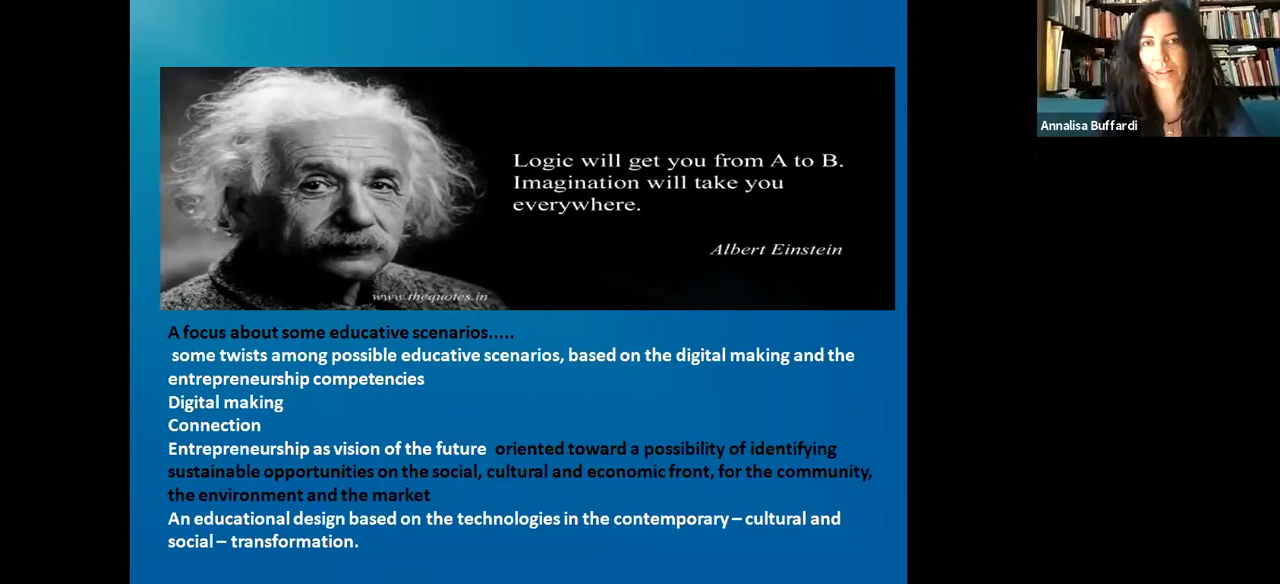 Logic will get you from A to B.
Imagination will take you
everywhere.
Albert Einstein
www.thequotes.in
A focus about some educative scenarios.....
some twists among possible educative scenarios, based on the digital making and the
entrepreneurship competencies
Digital making
Connection
Entrepreneurship as vision of the future oriented toward a possibility of identifying
sustainable opportunities on the social, cultural and economic front, for the community,
the environment and the market
An educational design based on the technologies in the contemporary – cultural and
social – transformation.
Annalisa Buffardi